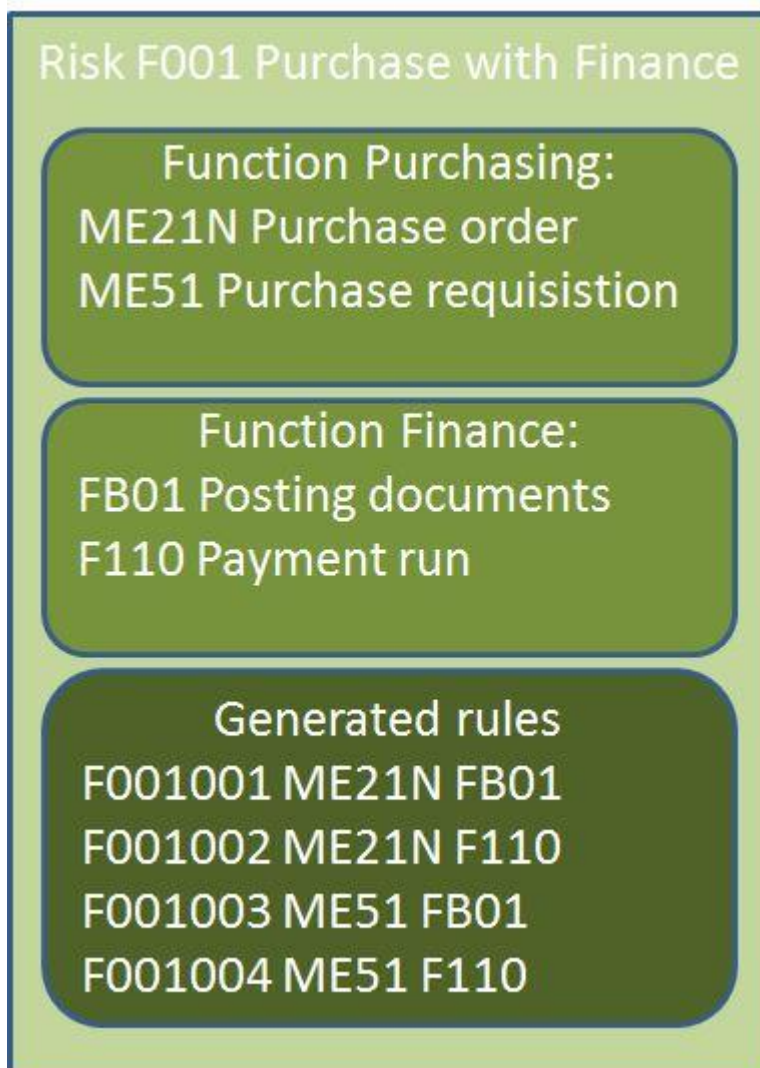 Risk F001 Purchase with Finance
Function Purchasing:
ME21N Purchase order
ME51 Purchase requisistion
Function Finance:
FB01 Posting documents
F110 Payment run
Generated rules
F001001 ME21N FB01
F001002 ME21N F110
F001003 ME51 FB01
F001004 ME51 F110